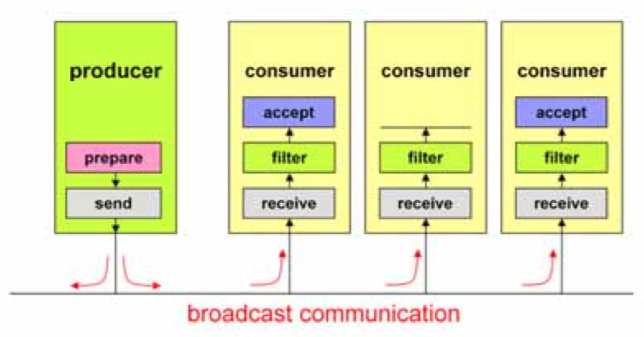 producer
prepare
send
consumer
accept
filter
receive
consumer
filter
receive
consumer
accept
filter
receive
broadcast communication